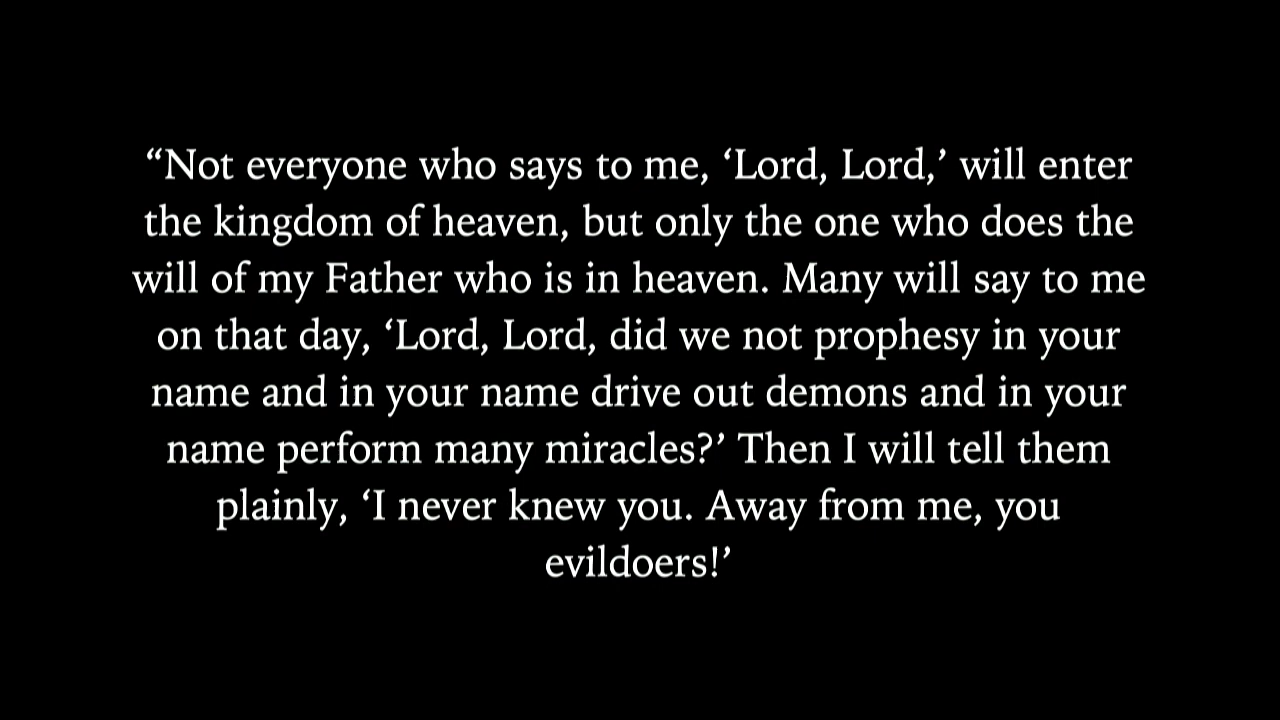 “Not everyone who says to me, ‘Lord, Lord,’ will enter
the kingdom of heaven, but only the one who does the
will of my Father who is in heaven. Many will say to me
on that day, ‘Lord, Lord, did we not prophesy in your
name and in your name drive out demons and in your
name perform many miracles?’ Then I will tell them
plainly, ‘I never knew you. Away from me, you
evildoers!’